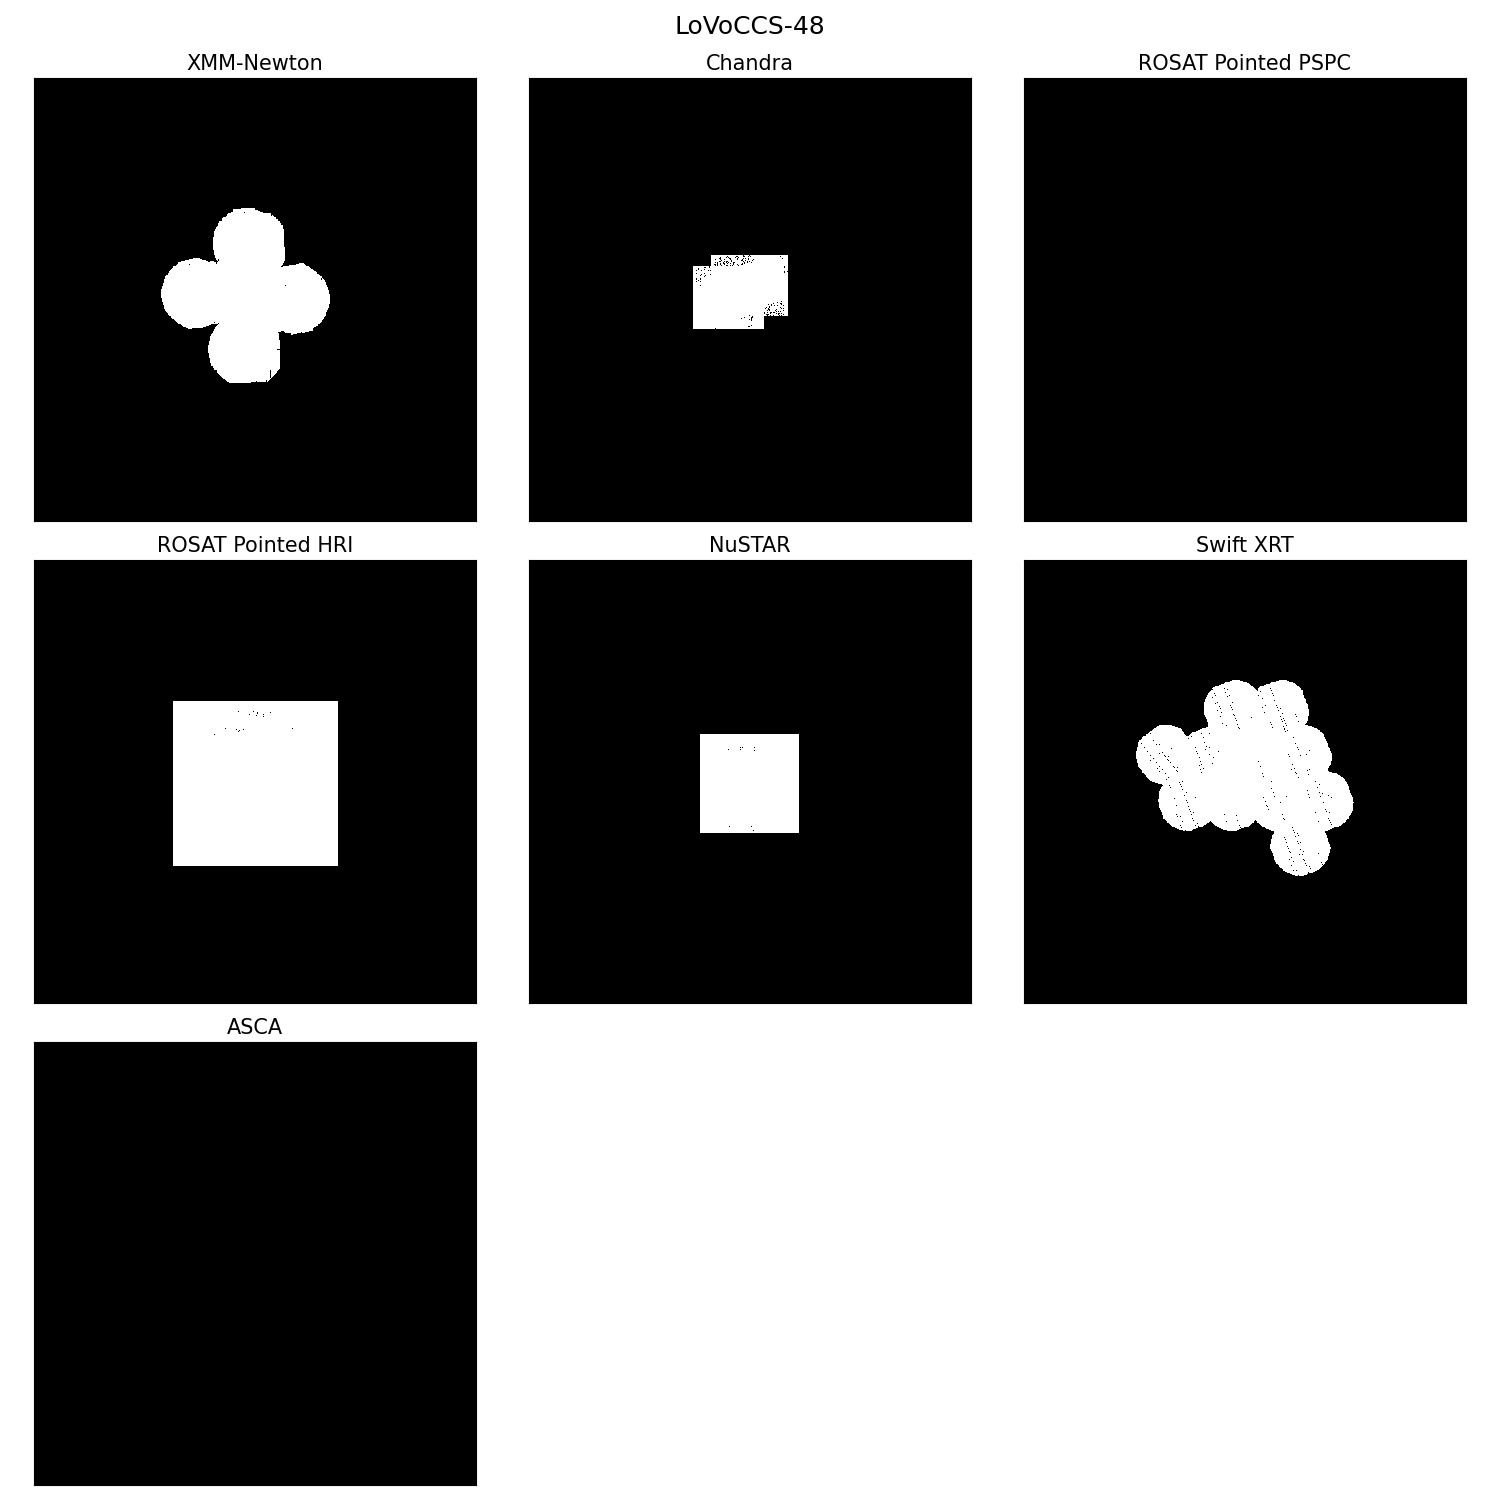 LoVoCCS-48
XMM-Newton
Chandra
ROSAT Pointed PSPC
ROSAT Pointed HRI
NuSTAR
Swift XRT
ASCA